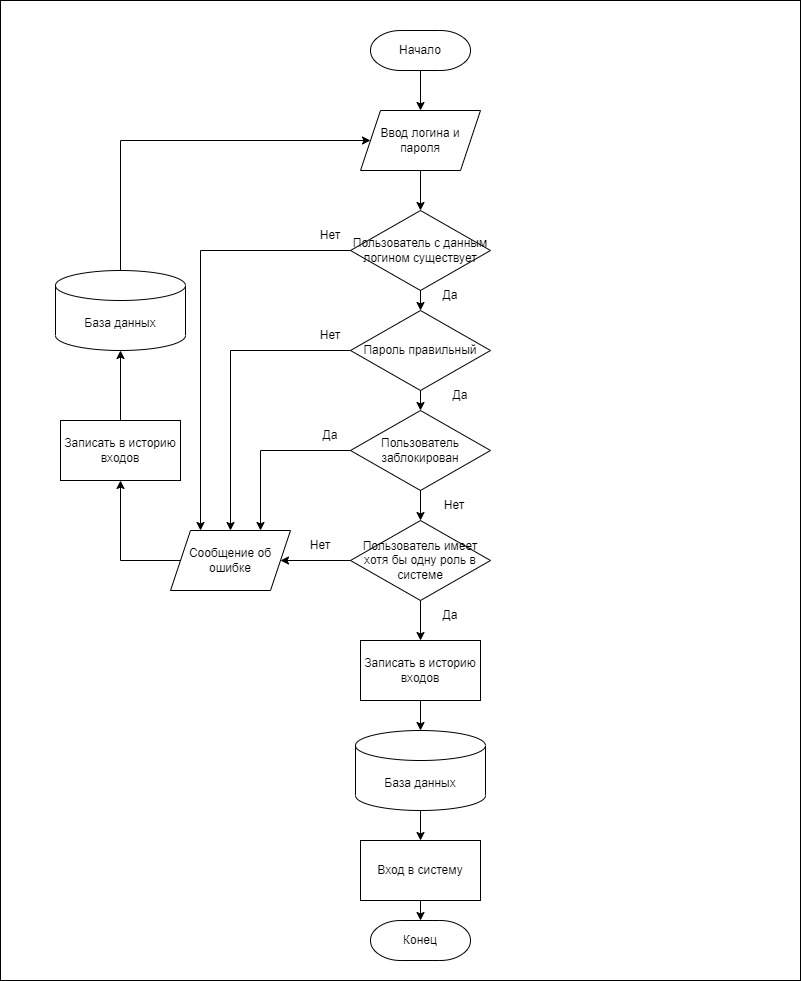 Начало
Ввод логина и
пароля
Нет
Пользователь с данным
логином существует
Да
База данных
Нет
Пароль правильный
Да
Записать в историю
входов
Да
Пользователь
заблокирован
Нет
Сообщение об
ошибке
Нет
Пользователь имеет
хотя бы одну роль в
системе
Да
Записать в историю
входов
База данных
Вход в систему
Конец